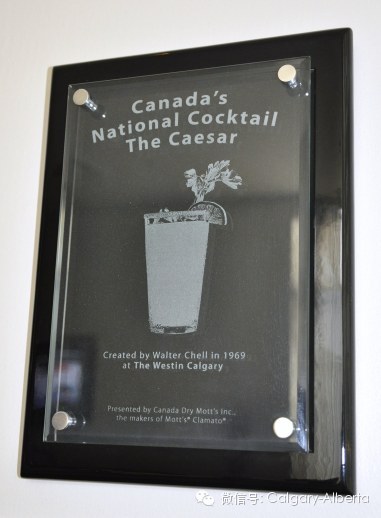 Canada's
National Cocktail
The Caesar
Created by Walter Chell in 1969
at The Westin Calgary
Presented by Canada Dry Mott's Inc.,
the makers of Mott's® Clamato®
微信号: Calgary-Alberta